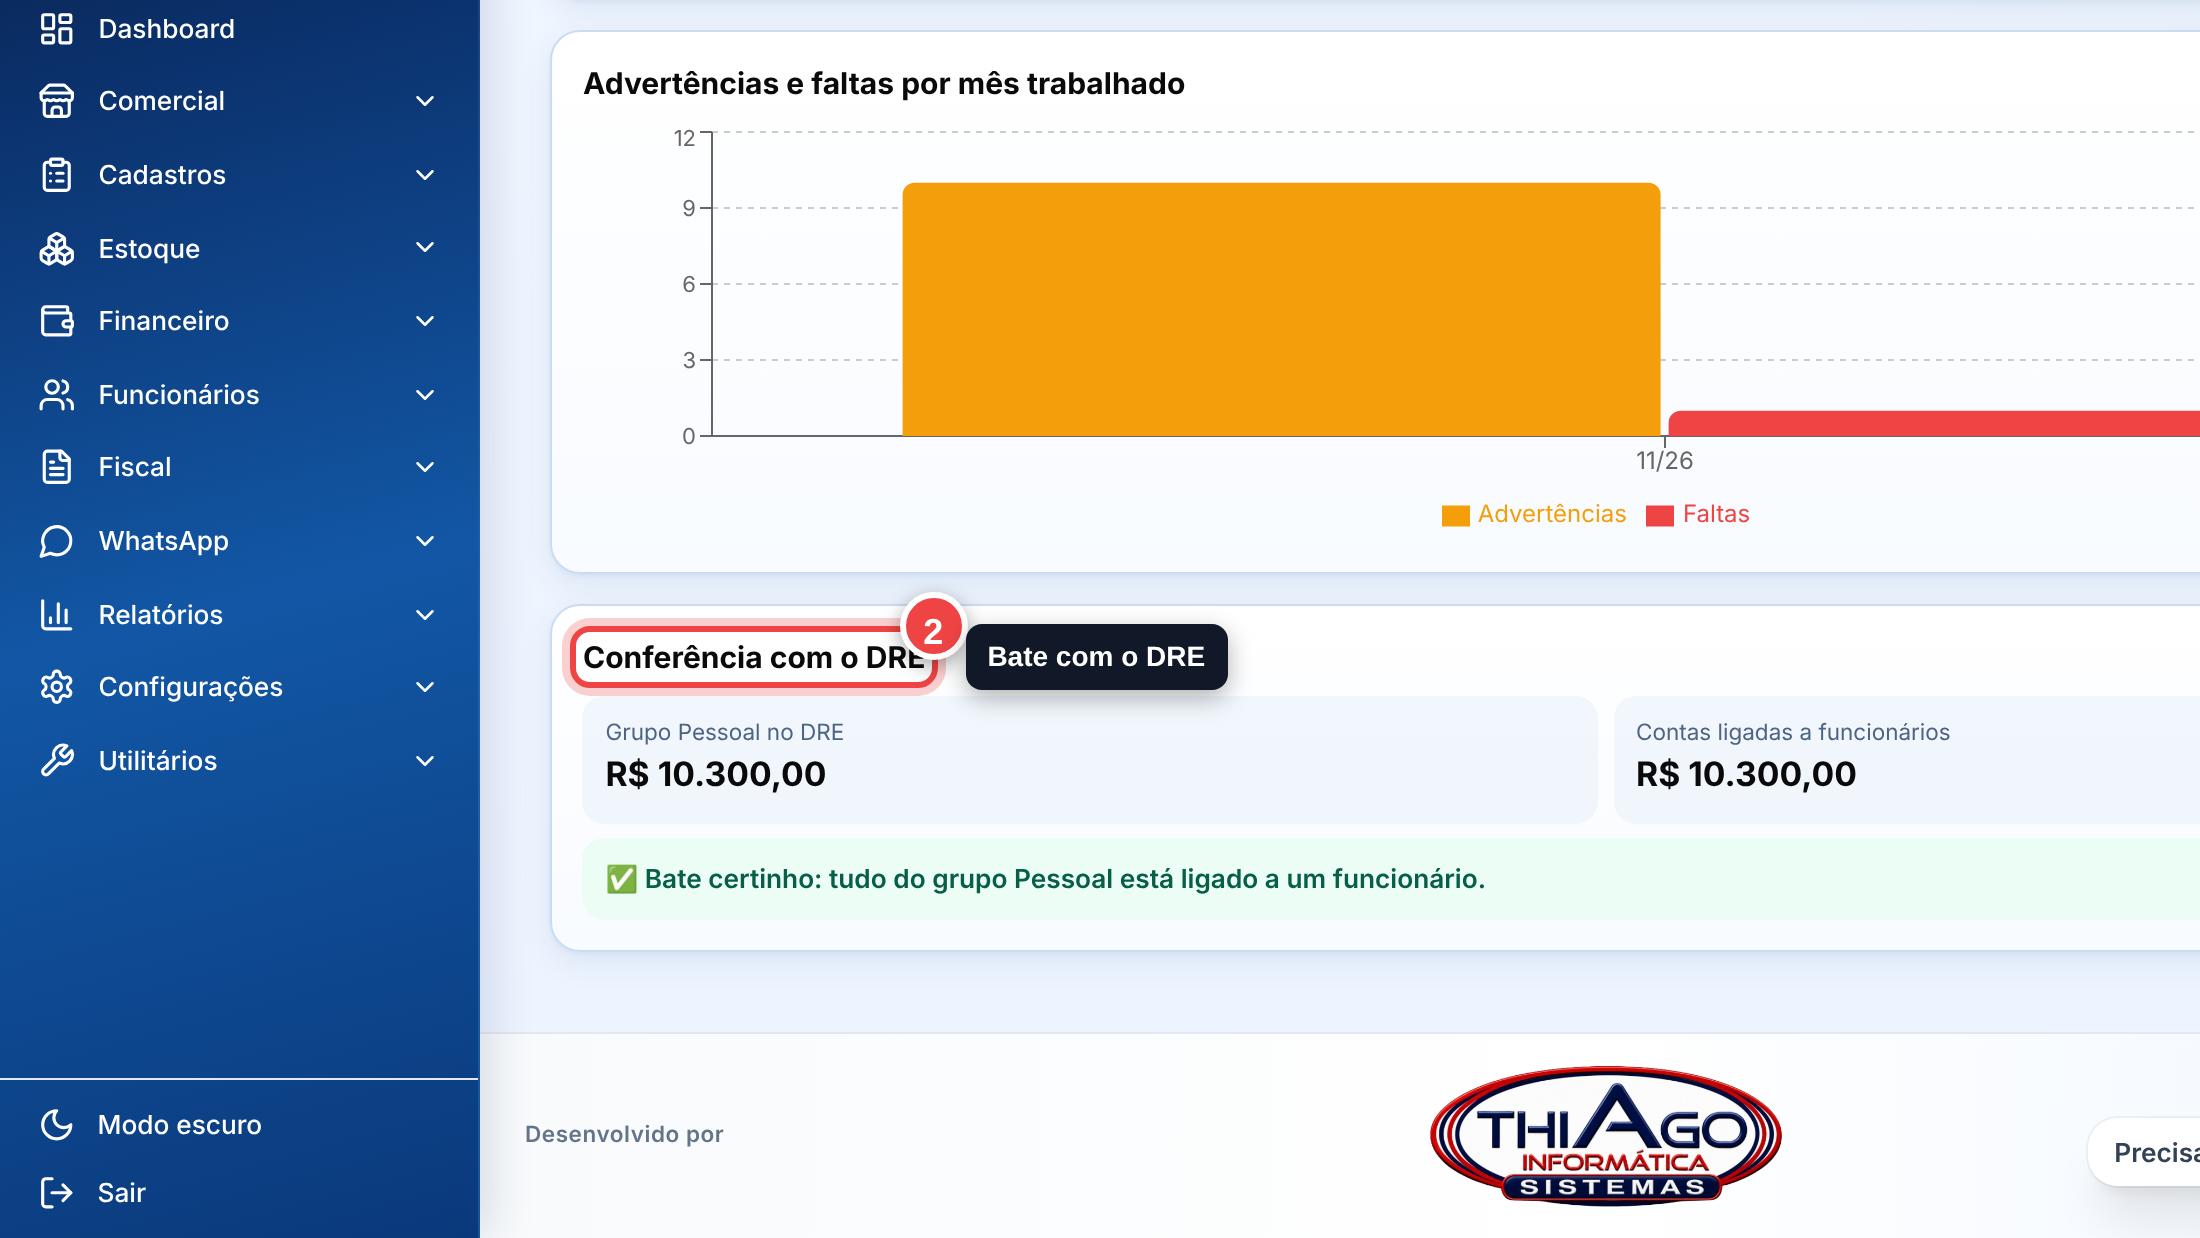 Dashboard
Comercial
Cadastros
Estoque
Financeiro
Funcionários
Fiscal
WhatsApp
Relatórios
Configurações
Utilitários
Modo escuro
Sair
Advertências e faltas por mês trabalhado
12
9
6
3
0
11/26
Advertências
Faltas
Conferência com o DRE
2
Bate com o DRE
Grupo Pessoal no DRE
R$ 10.300,00
Contas ligadas a funcionários
R$ 10.300,00
✅ Bate certinho: tudo do grupo Pessoal está ligado a um funcionário.
Desenvolvido por
THIAGO
INFORMÁTICA
SISTEMAS